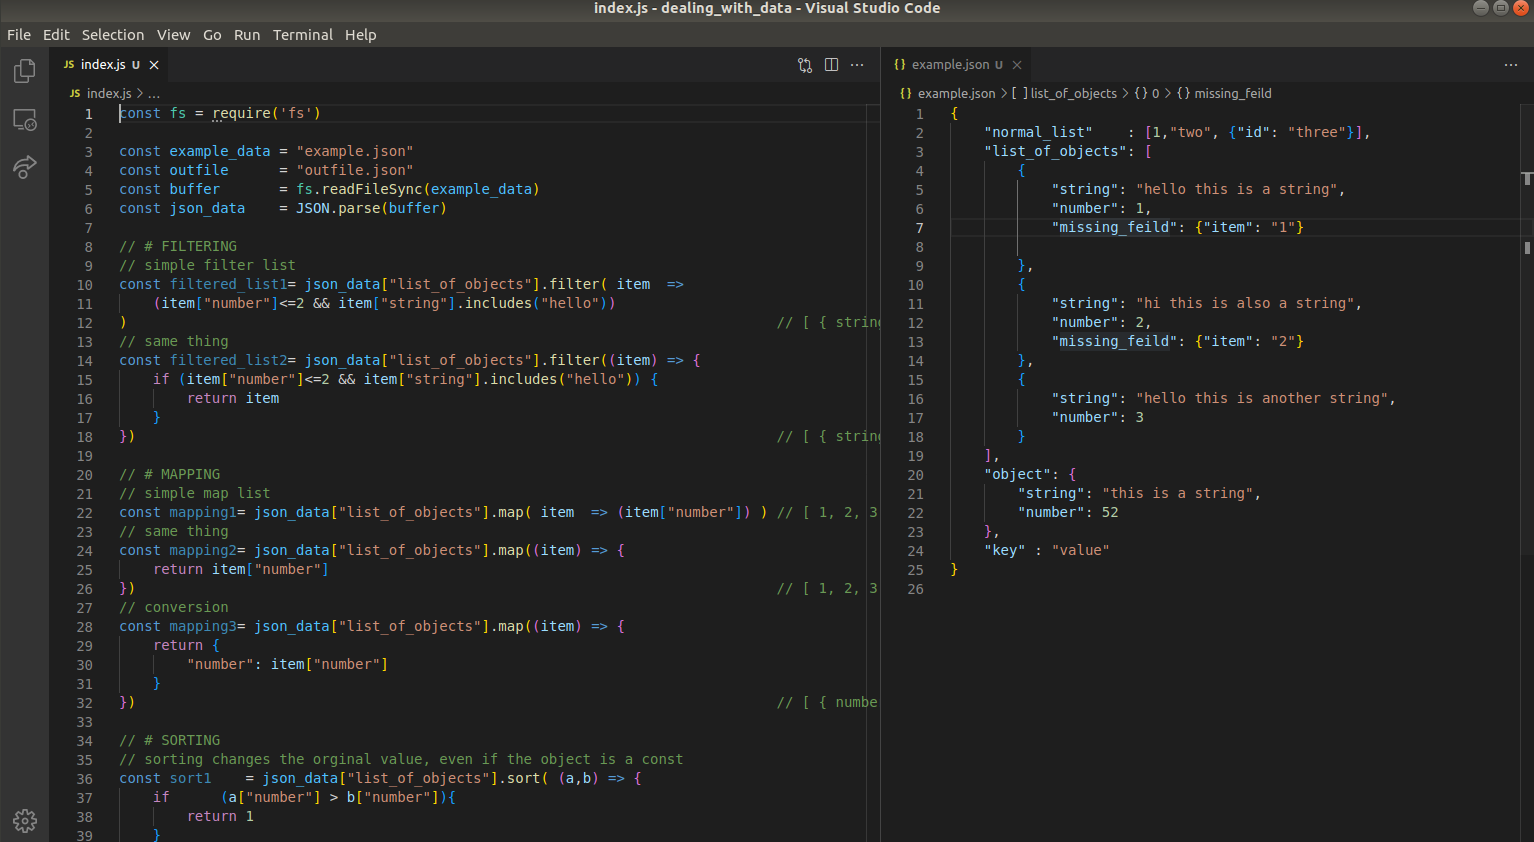 index.js - dealing_with_data - Visual Studio Code
File Edit Selection View Go Run Terminal Help
JS index.js U
JS index.js > ...
1 const fs = require('fs')
2
3 const example_data = "example.json"
4 const outfile      = "outfile.json"
5 const buffer       = fs.readFileSync(example_data)
6 const json_data    = JSON.parse(buffer)
7
8 // # FILTERING
9 // simple filter list
10 const filtered_list1= json_data["list_of_objects"].filter( item  =>
11     (item["number"]<=2 && item["string"].includes("hello"))
12 ) // [ { string
13 // same thing
14 const filtered_list2= json_data["list_of_objects"].filter((item) => {
15     if (item["number"]<=2 && item["string"].includes("hello")) {
16         return item
17     }
18 }) // [ { string
19
20 // # MAPPING
21 // simple map list
22 const mapping1= json_data["list_of_objects"].map( item  => (item["number"]) ) // [ 1, 2, 3
23 // same thing
24 const mapping2= json_data["list_of_objects"].map((item) => {
25     return item["number"]
26 }) // [ 1, 2, 3
27 // conversion
28 const mapping3= json_data["list_of_objects"].map((item) => {
29     return {
30         "number": item["number"]
31     }
32 }) // [ { numbe
33
34 // # SORTING
35 // sorting changes the orginal value, even if the object is a const
36 const sort1    = json_data["list_of_objects"].sort( (a,b) => {
37     if      (a["number"] > b["number"]){
38         return 1
39     }
{} example.json U
{} example.json > [ ] list_of_objects > {} 0 > {} missing_feild
1 {
2     "normal_list"    : [1,"two", {"id": "three"}],
3     "list_of_objects": [
4         {
5             "string": "hello this is a string",
6             "number": 1,
7             "missing_feild": {"item": "1"}
8
9         },
10         {
11             "string": "hi this is also a string",
12             "number": 2,
13             "missing_feild": {"item": "2"}
14         },
15         {
16             "string": "hello this is another string",
17             "number": 3
18         }
19     ],
20     "object": {
21         "string": "this is a string",
22         "number": 52
23     },
24     "key" : "value"
25 }
26